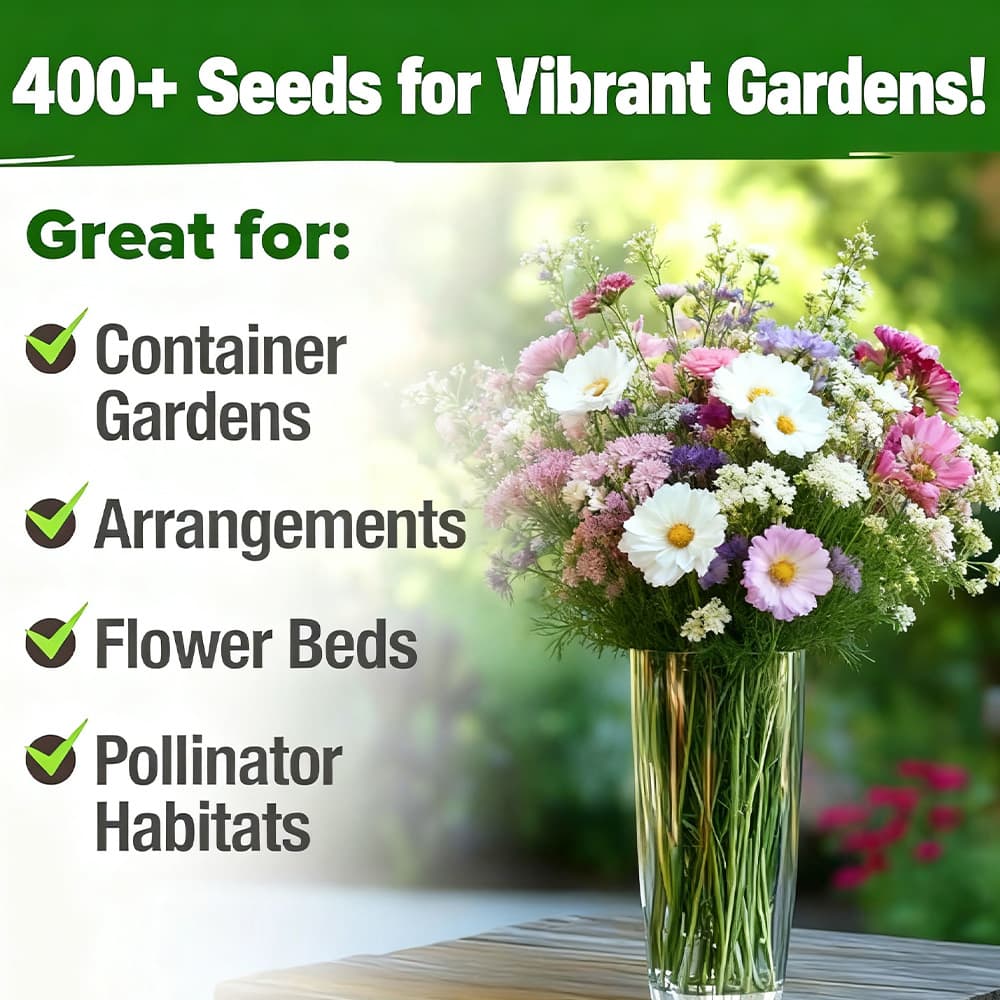 400+ Seeds for Vibrant Gardens!
Great for:
Container
Gardens
Arrangements
Flower Beds
Pollinator
Habitats